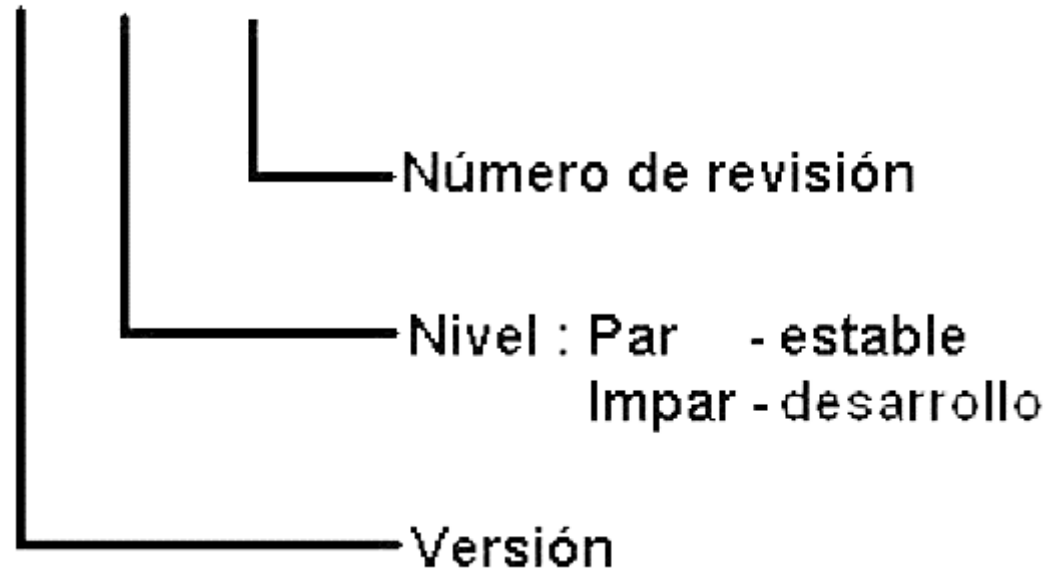 Número de revisión
Nivel : Par - estable
Impar - desarrollo
Versión